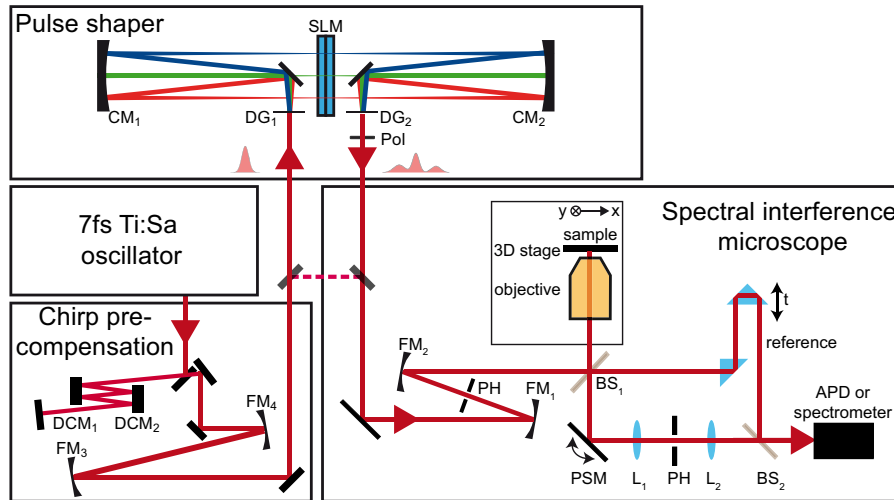 Pulse shaper
SLM
CM₁
DG₁
DG₂
CM₂
Pol
7fs Ti:Sa
oscillator
Chirp pre-
compensation
DCM₁
DCM₂
FM₄
FM₃
Spectral interference
microscope
y
x
sample
3D stage
objective
t
reference
FM₂
PH
FM₁
BS₁
APD or
spectrometer
PSM
L₁
PH
L₂
BS₂